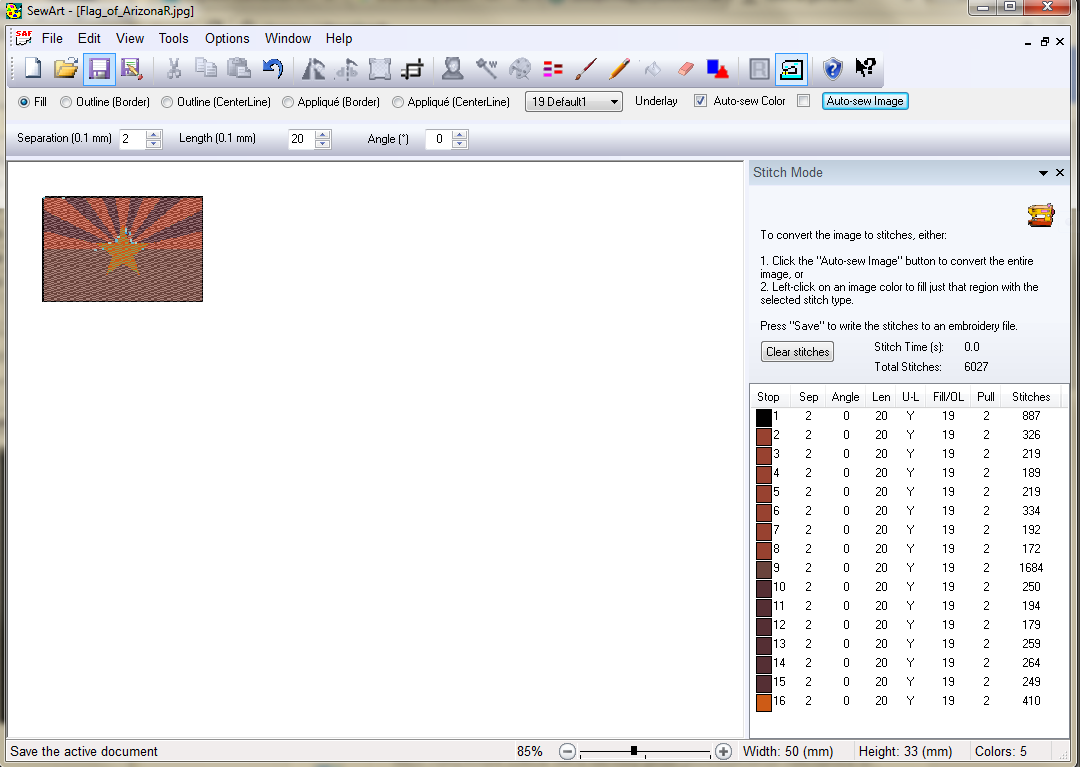 SewArt - [Flag_of_ArizonaR.jpg]
SAF File Edit View Tools Options Window Help
Fill Outline (Border) Outline (CenterLine) Appliqué (Border) Appliqué (CenterLine) 19 Default1 Underlay Auto-sew Color Auto-sew Image
Separation (0.1 mm) 2 Length (0.1 mm) 20 Angle (°) 0
Stitch Mode
To convert the image to stitches, either:
1. Click the "Auto-sew Image" button to convert the entire
image, or
2. Left-click on an image color to fill just that region with the
selected stitch type.
Press "Save" to write the stitches to an embroidery file.
Clear stitches Stitch Time (s): 0.0
Total Stitches: 6027
Stop Sep Angle Len U-L Fill/OL Pull Stitches
1 2 0 20 Y 19 2 887
2 2 0 20 Y 19 2 326
3 2 0 20 Y 19 2 219
4 2 0 20 Y 19 2 189
5 2 0 20 Y 19 2 219
6 2 0 20 Y 19 2 334
7 2 0 20 Y 19 2 192
8 2 0 20 Y 19 2 172
9 2 0 20 Y 19 2 1684
10 2 0 20 Y 19 2 250
11 2 0 20 Y 19 2 194
12 2 0 20 Y 19 2 179
13 2 0 20 Y 19 2 259
14 2 0 20 Y 19 2 264
15 2 0 20 Y 19 2 249
16 2 0 20 Y 19 2 410
Save the active document 85% Width: 50 (mm) Height: 33 (mm) Colors: 5